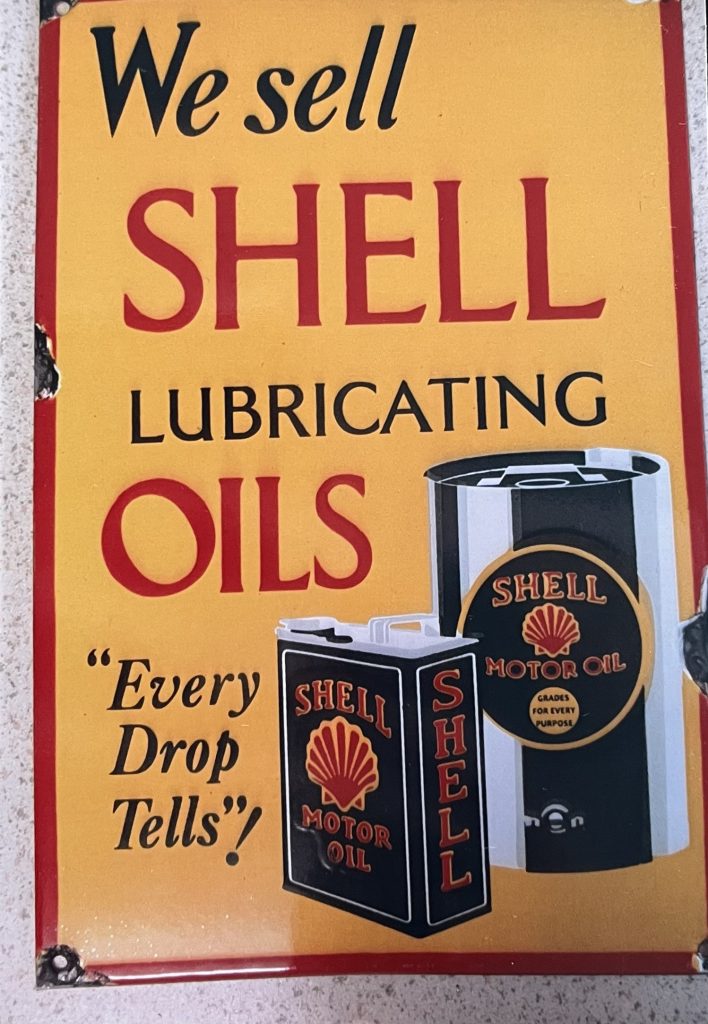 We sell
SHELL
LUBRICATING
OILS
"Every
Drop
Tells"!
SHELL
MOTOR
OIL
SHELL
SHELL
MOTOR OIL
GRADES
FOR EVERY
PURPOSE